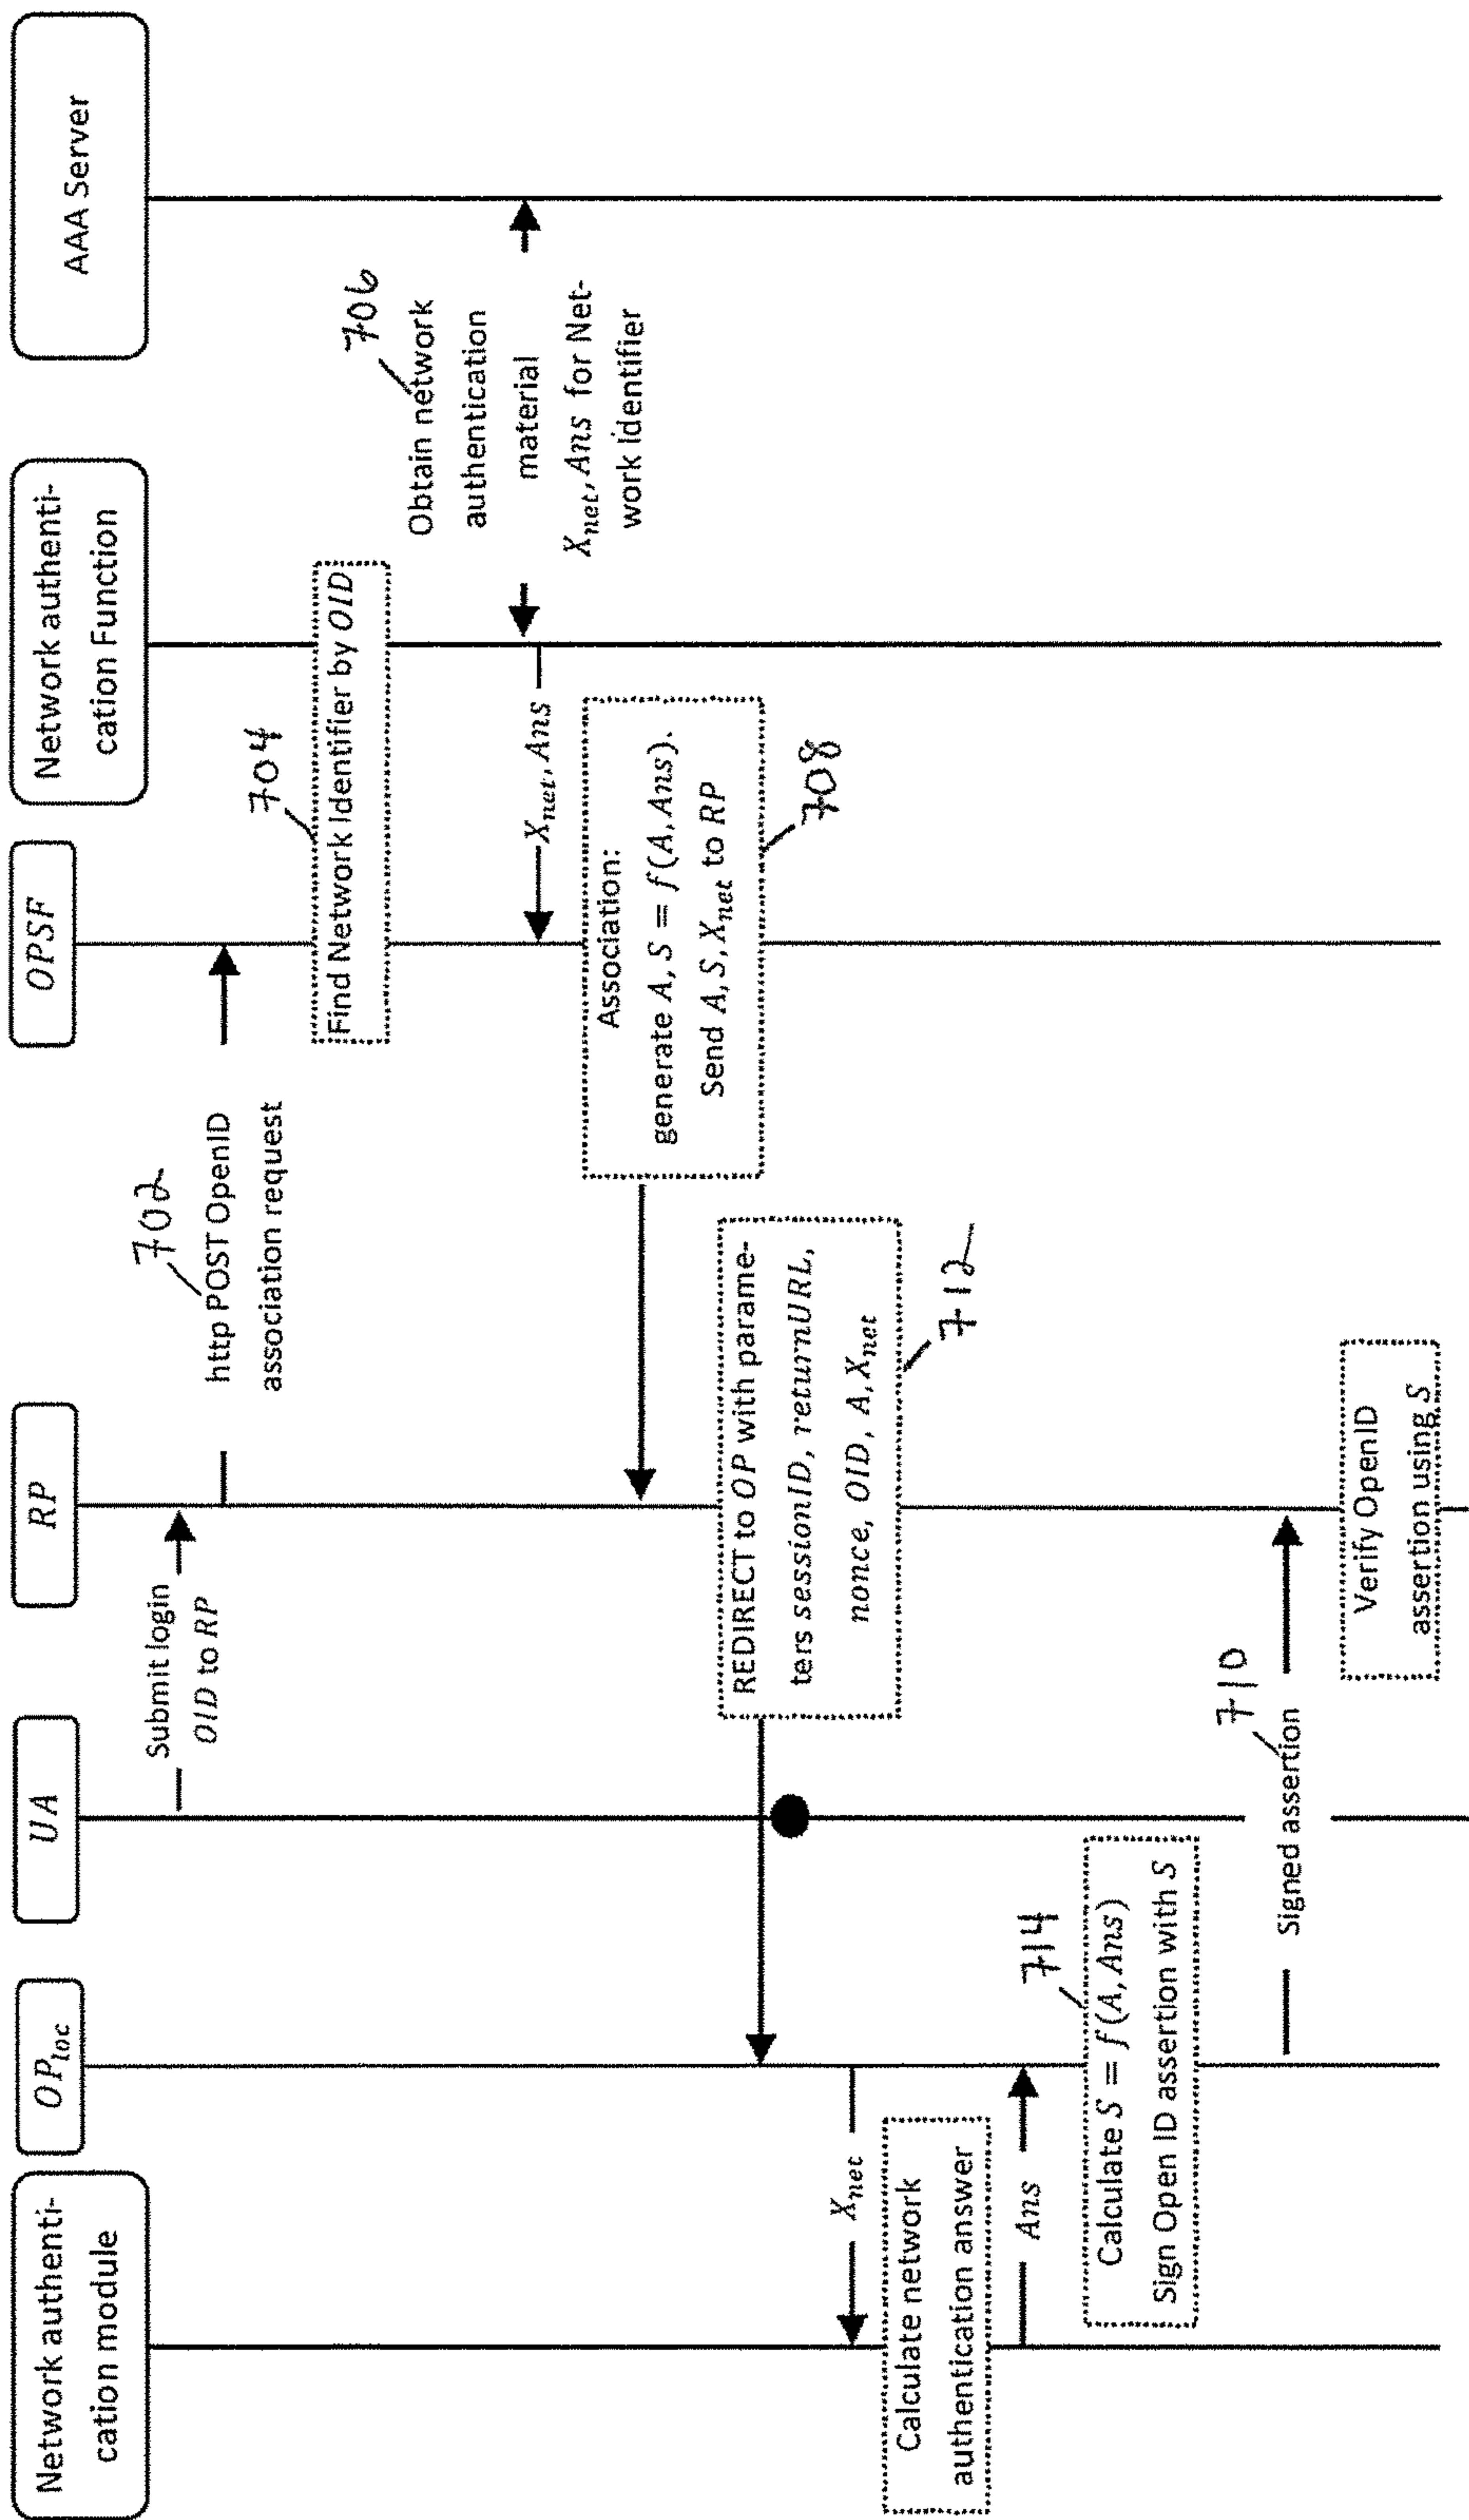 Network authenti-
cation module
OP_loc
UA
RP
OPSF
Network authenti-
cation Function
AAA Server
Submit login
OID to RP
702
http POST OpenID
association request
704
Find Network Identifier by OID
706
Obtain network
authentication
material
X_net, Ans for Net-
work Identifier
X_net, Ans
Association:
generate A, S = f(A, Ans).
Send A, S, X_net to RP
708
REDIRECT to OP with parame-
ters sessionID, returnURL,
nonce, OID, A, X_net
712
X_net
Calculate network
authentication answer
Ans
714
Calculate S = f(A, Ans)
Sign Open ID assertion with S
710
Signed assertion
Verify OpenID
assertion using S